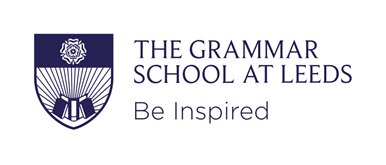 THE GRAMMAR
SCHOOL AT LEEDS
Be Inspired